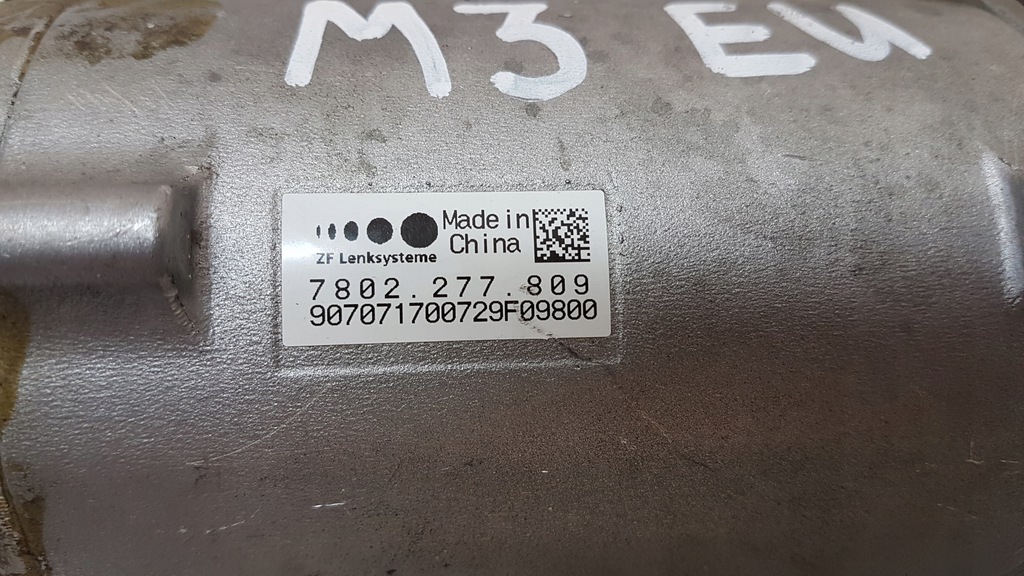 M3 EU
Made in
China
ZF Lenksysteme
7802.277.809
907071700729F09800